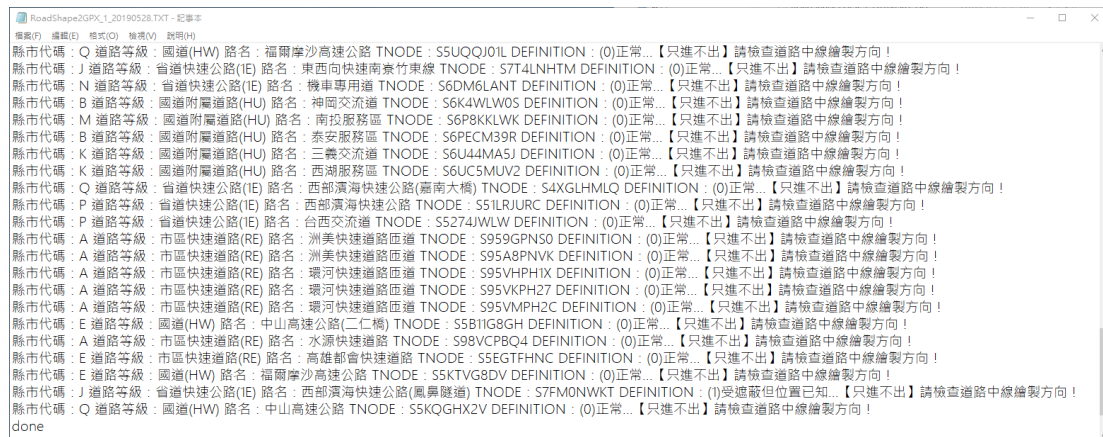 RoadShape2GPX_1_20190528.TXT - 記事本
檔案(F) 編輯(E) 格式(O) 檢視(V) 說明(H)
縣市代碼：Q 道路等級：國道(HW) 路名：福爾摩沙高速公路 TNODE：S5UQQJ01L DEFINITION：(0)正常...【只進不出】請檢查道路中線繪製方向！
縣市代碼：J 道路等級：省道快速公路(1E) 路名：東西向快速南寮竹東線 TNODE：S7T4LNHTM DEFINITION：(0)正常...【只進不出】請檢查道路中線繪製方向！
縣市代碼：N 道路等級：省道快速公路(1E) 路名：機車專用道 TNODE：S6DM6LANT DEFINITION：(0)正常...【只進不出】請檢查道路中線繪製方向！
縣市代碼：B 道路等級：國道附屬道路(HU) 路名：神岡交流道 TNODE：S6K4WLW0S DEFINITION：(0)正常...【只進不出】請檢查道路中線繪製方向！
縣市代碼：M 道路等級：國道附屬道路(HU) 路名：南投服務區 TNODE：S6P8KKLWK DEFINITION：(0)正常...【只進不出】請檢查道路中線繪製方向！
縣市代碼：B 道路等級：國道附屬道路(HU) 路名：泰安服務區 TNODE：S6PECM39R DEFINITION：(0)正常...【只進不出】請檢查道路中線繪製方向！
縣市代碼：K 道路等級：國道附屬道路(HU) 路名：三義交流道 TNODE：S6U44MA5J DEFINITION：(0)正常...【只進不出】請檢查道路中線繪製方向！
縣市代碼：K 道路等級：國道附屬道路(HU) 路名：西湖服務區 TNODE：S6UC5MUV2 DEFINITION：(0)正常...【只進不出】請檢查道路中線繪製方向！
縣市代碼：Q 道路等級：省道快速公路(1E) 路名：西部濱海快速公路(嘉南大橋) TNODE：S4XGLHMLQ DEFINITION：(0)正常...【只進不出】請檢查道路中線繪製方向！
縣市代碼：P 道路等級：省道快速公路(1E) 路名：西部濱海快速公路 TNODE：S51LRJURC DEFINITION：(0)正常...【只進不出】請檢查道路中線繪製方向！
縣市代碼：P 道路等級：省道快速公路(1E) 路名：台西交流道 TNODE：S5274JWLW DEFINITION：(0)正常...【只進不出】請檢查道路中線繪製方向！
縣市代碼：A 道路等級：市區快速道路(RE) 路名：洲美快速道路匝道 TNODE：S959GPNS0 DEFINITION：(0)正常...【只進不出】請檢查道路中線繪製方向！
縣市代碼：A 道路等級：市區快速道路(RE) 路名：洲美快速道路匝道 TNODE：S95A8PNVK DEFINITION：(0)正常...【只進不出】請檢查道路中線繪製方向！
縣市代碼：A 道路等級：市區快速道路(RE) 路名：環河快速道路匝道 TNODE：S95VHPH1X DEFINITION：(0)正常...【只進不出】請檢查道路中線繪製方向！
縣市代碼：A 道路等級：市區快速道路(RE) 路名：環河快速道路匝道 TNODE：S95VKPH27 DEFINITION：(0)正常...【只進不出】請檢查道路中線繪製方向！
縣市代碼：A 道路等級：市區快速道路(RE) 路名：環河快速道路匝道 TNODE：S95VMPH2C DEFINITION：(0)正常...【只進不出】請檢查道路中線繪製方向！
縣市代碼：E 道路等級：國道(HW) 路名：中山高速公路(二仁橋) TNODE：S5B11G8GH DEFINITION：(0)正常...【只進不出】請檢查道路中線繪製方向！
縣市代碼：A 道路等級：市區快速道路(RE) 路名：水源快速道路 TNODE：S98VCPBQ4 DEFINITION：(0)正常...【只進不出】請檢查道路中線繪製方向！
縣市代碼：E 道路等級：市區快速道路(RE) 路名：高雄都會快速道路 TNODE：S5EGTFHNC DEFINITION：(0)正常...【只進不出】請檢查道路中線繪製方向！
縣市代碼：E 道路等級：國道(HW) 路名：福爾摩沙高速公路 TNODE：S5KTVG8DV DEFINITION：(0)正常...【只進不出】請檢查道路中線繪製方向！
縣市代碼：J 道路等級：省道快速公路(1E) 路名：西部濱海快速公路(鳳鼻隧道) TNODE：S7FM0NWKT DEFINITION：(1)受遮蔽但位置已知...【只進不出】請檢查道路中線繪製方向！
縣市代碼：Q 道路等級：國道(HW) 路名：中山高速公路 TNODE：S5KQGHX2V DEFINITION：(0)正常...【只進不出】請檢查道路中線繪製方向！
done